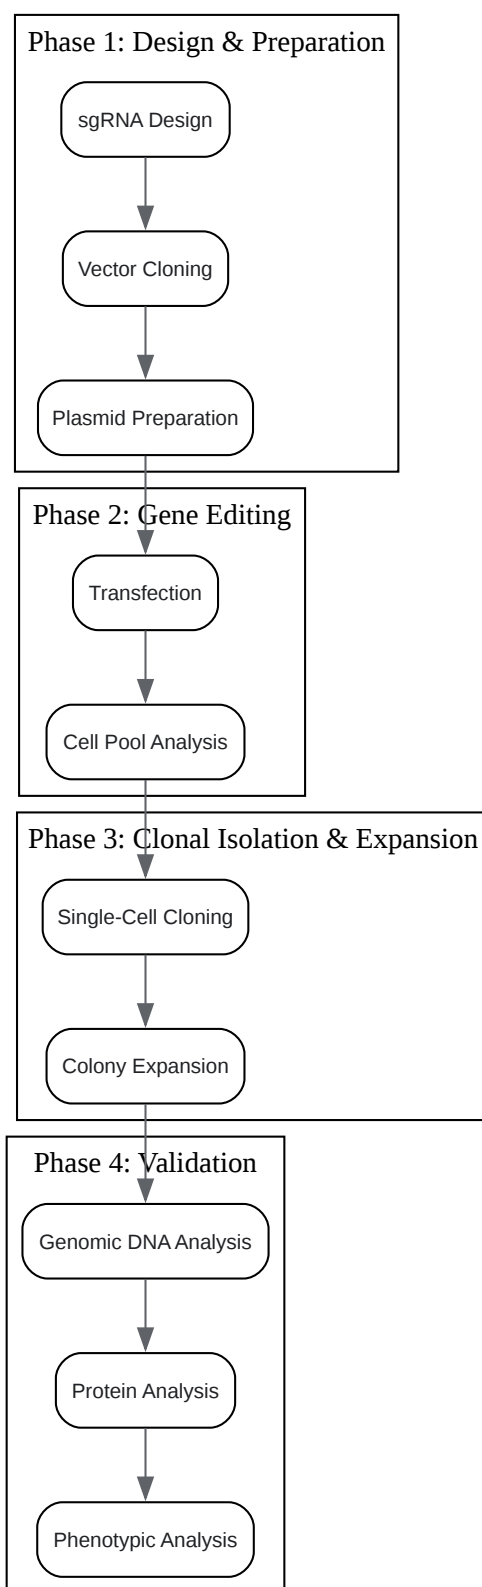 Phase 1: Design & Preparation
sgRNA Design
Vector Cloning
Plasmid Preparation
Phase 2: Gene Editing
Transfection
Cell Pool Analysis
Phase 3: Clonal Isolation & Expansion
Single-Cell Cloning
Colony Expansion
Phase 4: Validation
Genomic DNA Analysis
Protein Analysis
Phenotypic Analysis